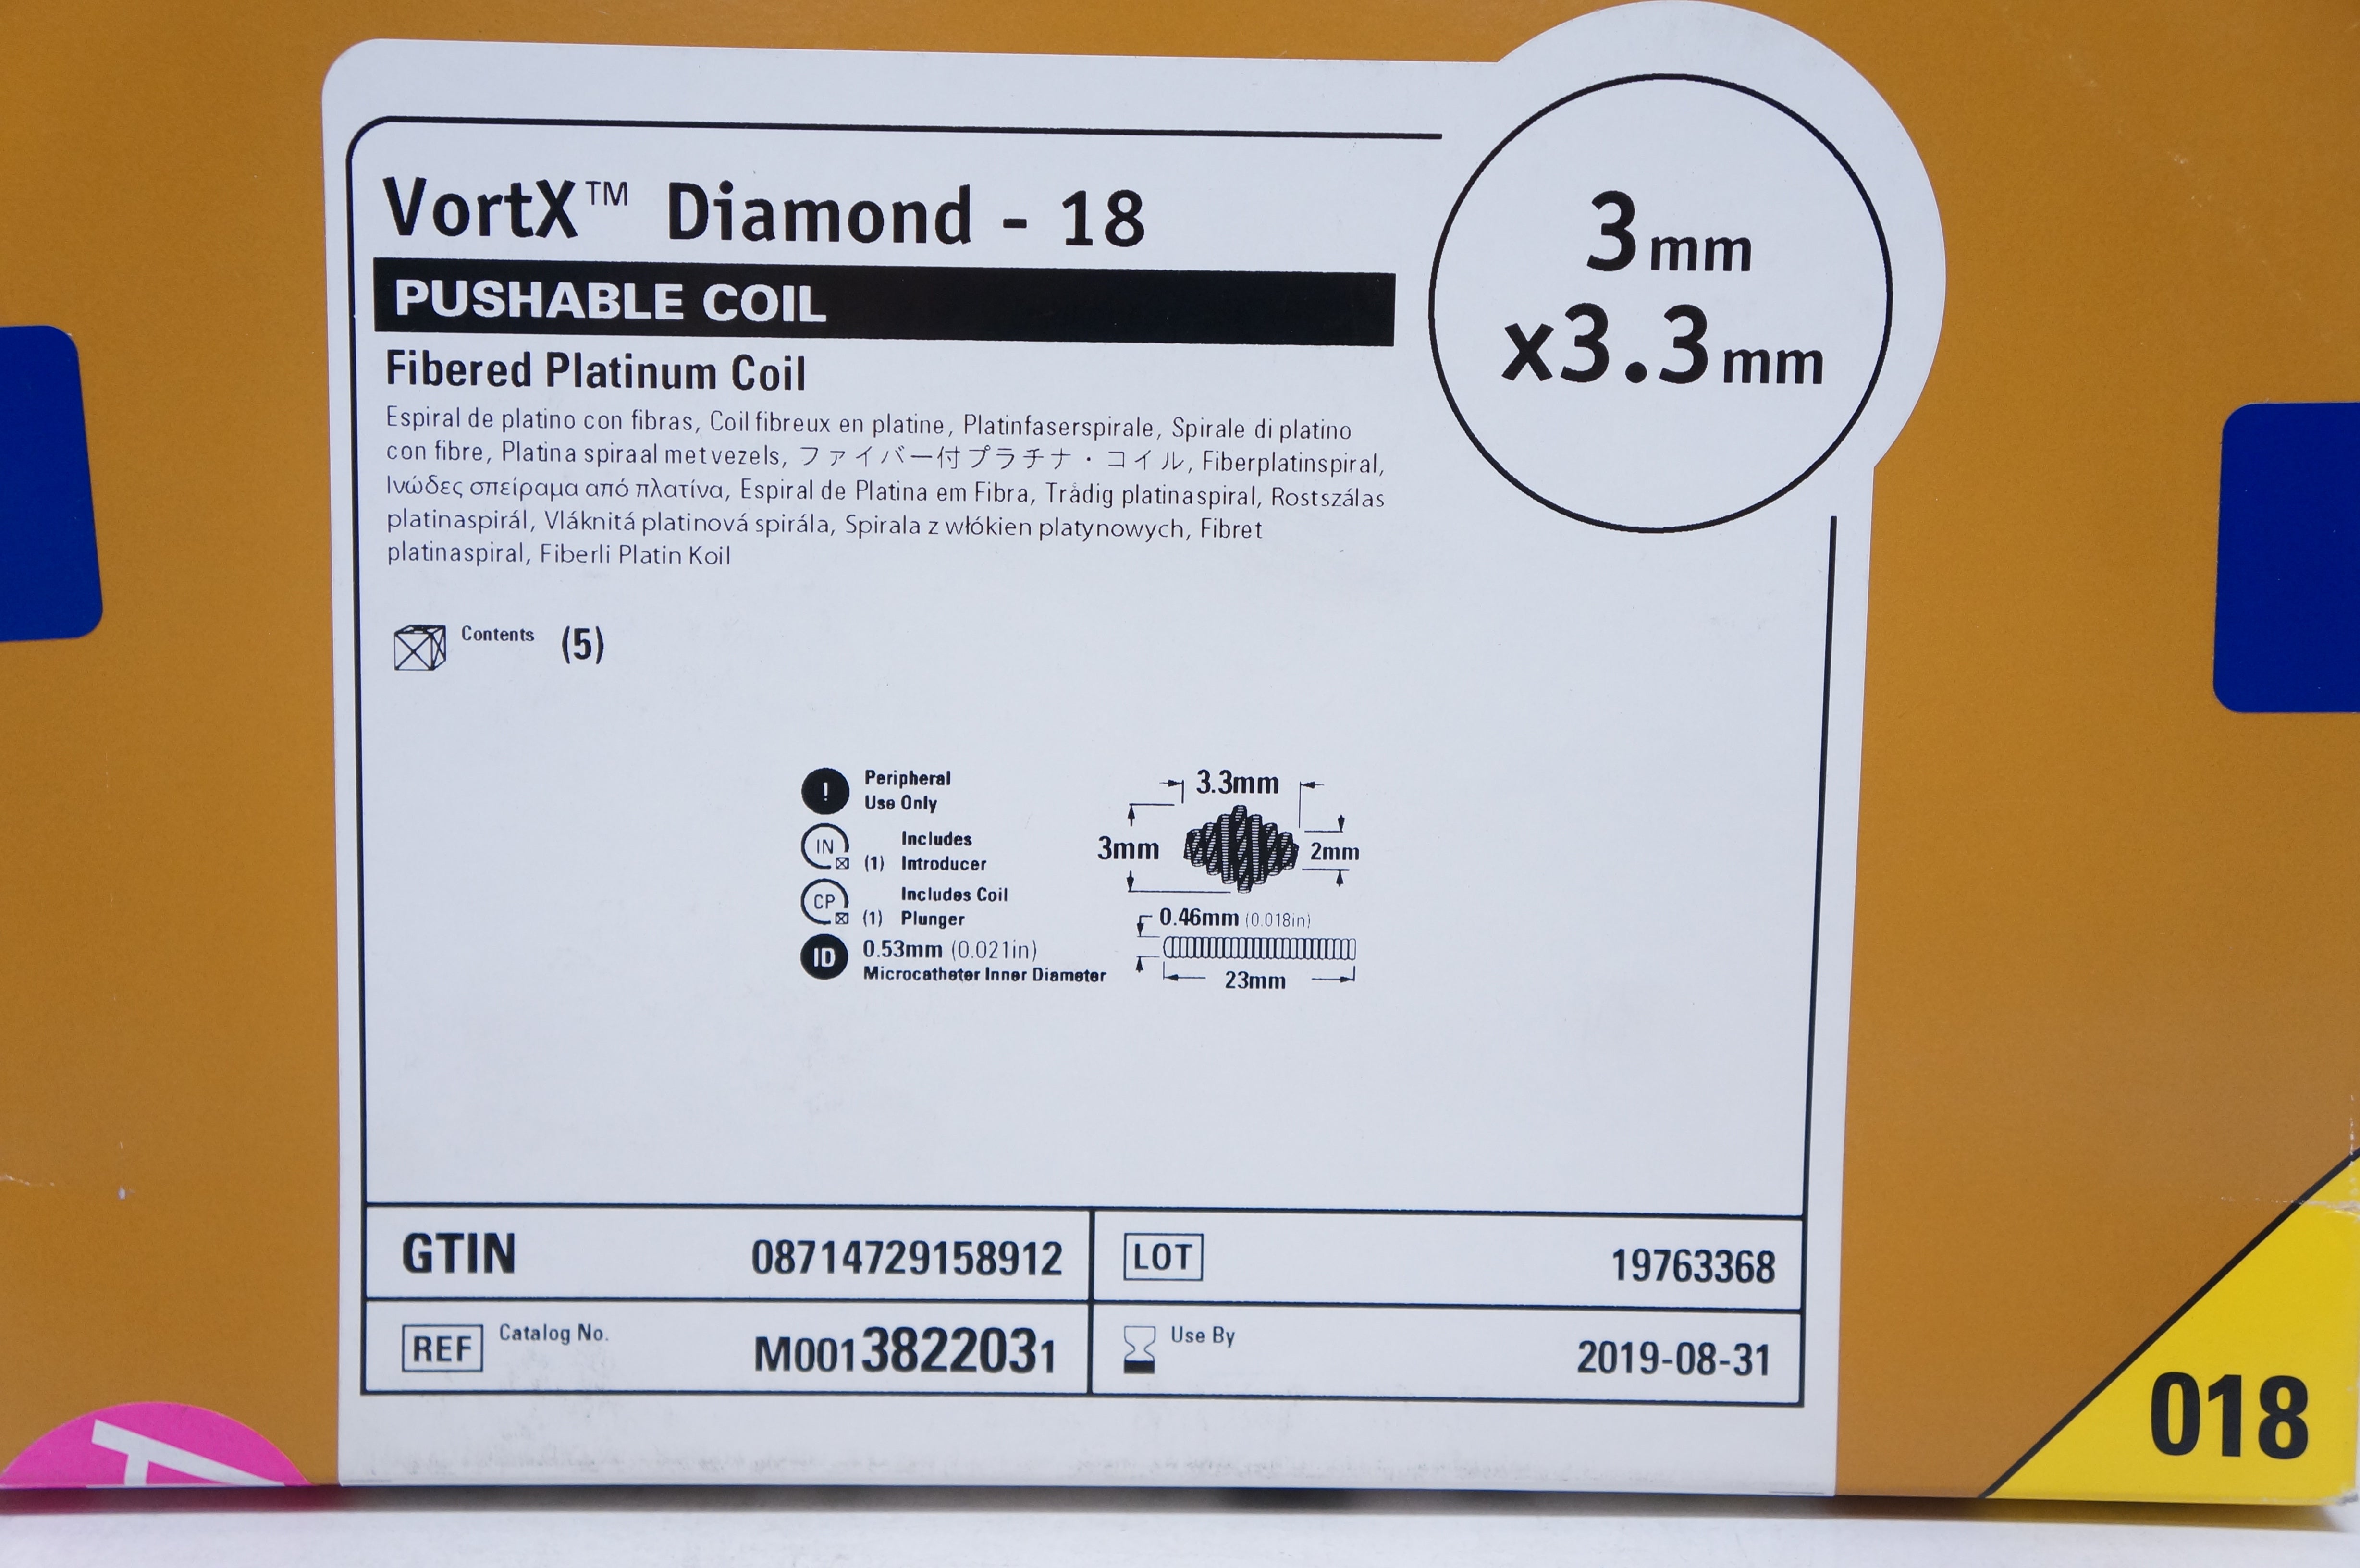 VortX™ Diamond - 18
3mm
x3.3mm
PUSHABLE COIL
Fibered Platinum Coil
Espiral de platino con fibras, Coil fibreux en platine, Platinfaserspirale, Spirale di platino
con fibre, Platina spiraal met vezels, ファイバー付プラチナ・コイル, Fiberplatinspiral,
Ινώδες σπείραμα από πλατίνα, Espiral de Platina em Fibra, Trådig platinaspiral, Rostszálas
platinaspirál, Vláknitá platinová spirála, Spirala z włókien platynowych, Fibret
platinaspiral, Fiberli Platin Koil
Contents (5)
! Peripheral
Use Only
IN Includes
(1) Introducer
CP Includes Coil
(1) Plunger
ID 0.53mm (0.021in)
Microcatheter Inner Diameter
3.3mm
3mm
2mm
0.46mm (0.018in)
23mm
GTIN 08714729158912
LOT 19763368
REF Catalog No. M001382203​1
Use By 2019-08-31
018